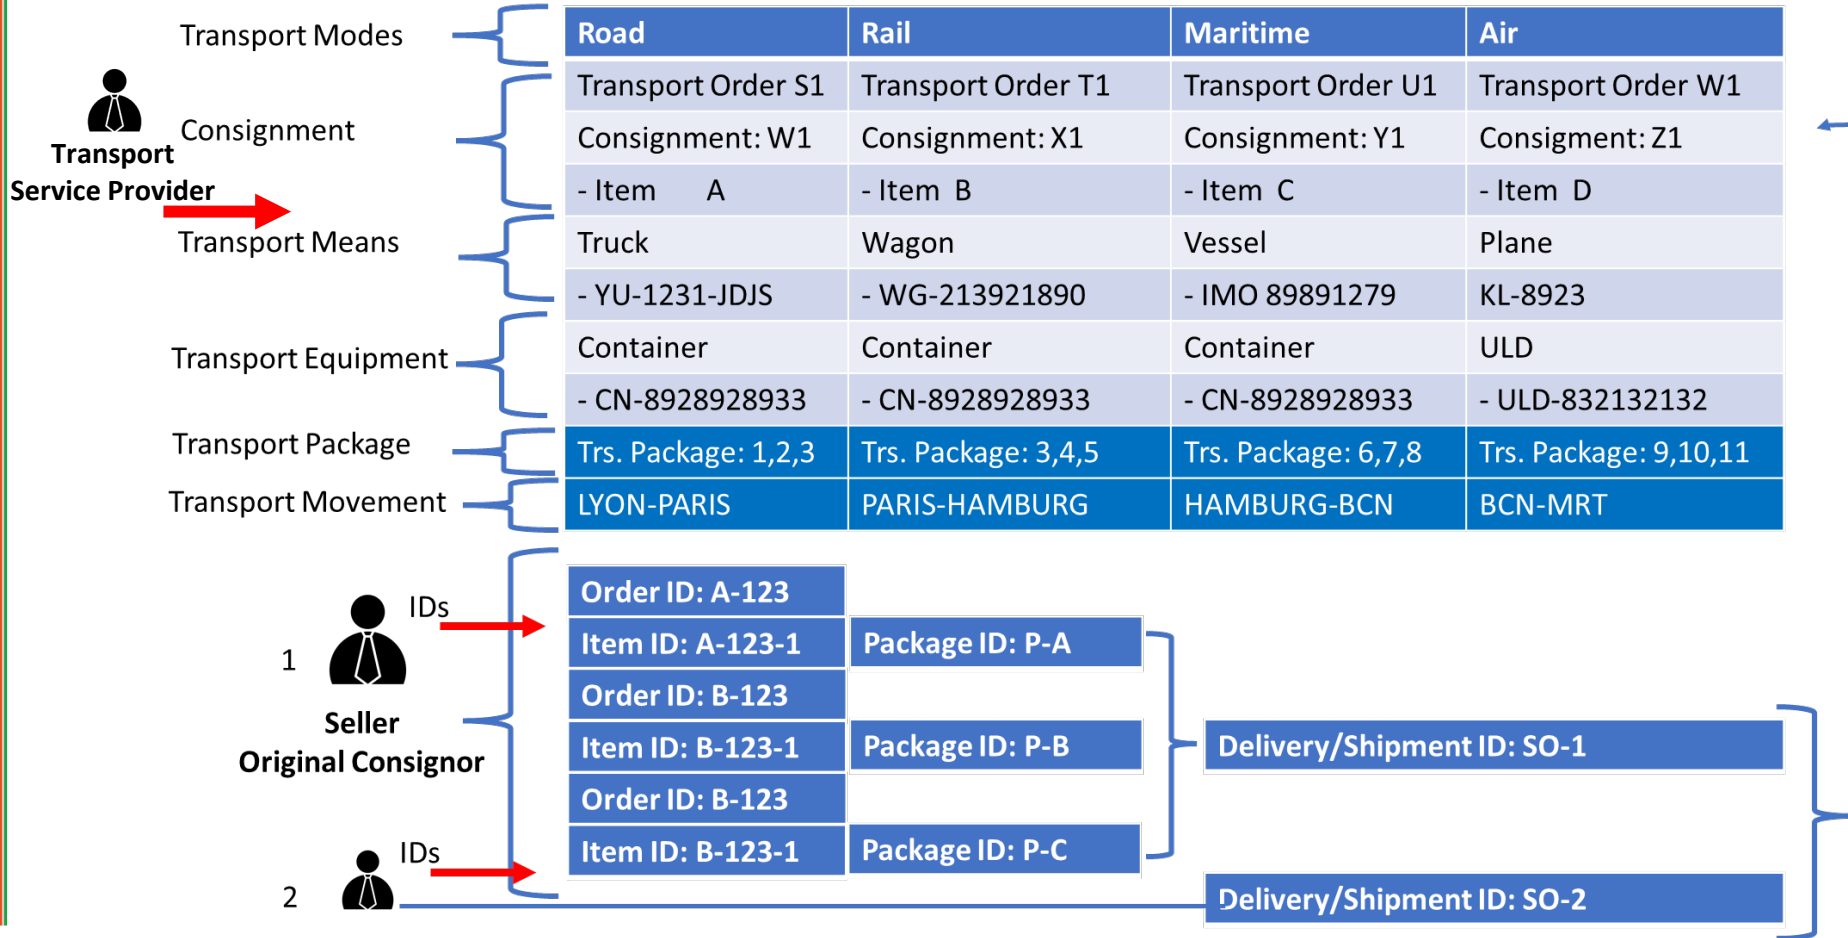 Transport Modes
Road Rail Maritime Air
Transport Order S1 Transport Order T1 Transport Order U1 Transport Order W1
Consignment
Consignment: W1 Consignment: X1 Consignment: Y1 Consigment: Z1
Transport
Service Provider
- Item A - Item B - Item C - Item D
Transport Means
Truck Wagon Vessel Plane
- YU-1231-JDJS - WG-213921890 - IMO 89891279 KL-8923
Transport Equipment
Container Container Container ULD
- CN-8928928933 - CN-8928928933 - CN-8928928933 - ULD-832132132
Transport Package
Trs. Package: 1,2,3 Trs. Package: 3,4,5 Trs. Package: 6,7,8 Trs. Package: 9,10,11
Transport Movement
LYON-PARIS PARIS-HAMBURG HAMBURG-BCN BCN-MRT
Order ID: A-123
IDs
Item ID: A-123-1 Package ID: P-A
1
Order ID: B-123
Seller
Original Consignor
Item ID: B-123-1 Package ID: P-B Delivery/Shipment ID: SO-1
Order ID: B-123
Item ID: B-123-1 Package ID: P-C
IDs
2
Delivery/Shipment ID: SO-2